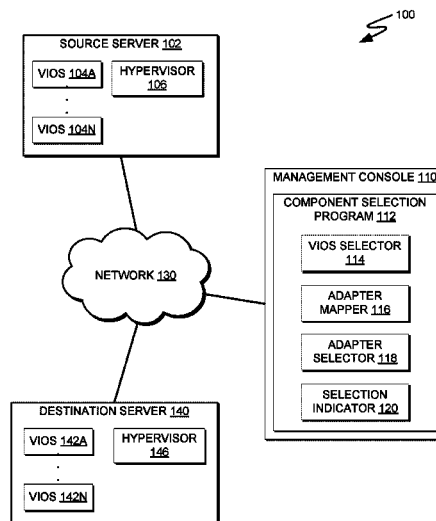 100
SOURCE SERVER 102
VIOS 104A
HYPERVISOR
106
VIOS 104N
MANAGEMENT CONSOLE 110
COMPONENT SELECTION
PROGRAM 112
VIOS SELECTOR
114
ADAPTER
MAPPER 116
ADAPTER
SELECTOR 118
SELECTION
INDICATOR 120
NETWORK 130
DESTINATION SERVER 140
VIOS 142A
HYPERVISOR
146
VIOS 142N